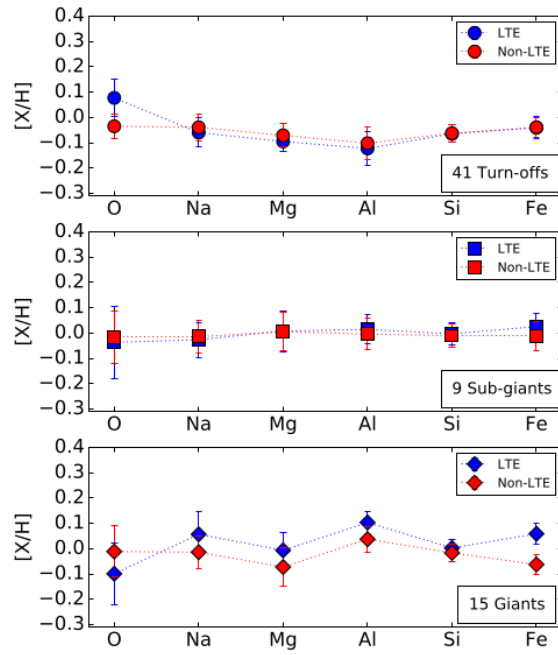 0.4
0.3
0.2
0.1
0.0
−0.1
−0.2
−0.3
[X/H]
LTE
Non-LTE
41 Turn-offs
O Na Mg Al Si Fe
0.4
0.3
0.2
0.1
0.0
−0.1
−0.2
−0.3
[X/H]
LTE
Non-LTE
9 Sub-giants
O Na Mg Al Si Fe
0.4
0.3
0.2
0.1
0.0
−0.1
−0.2
−0.3
[X/H]
LTE
Non-LTE
15 Giants
O Na Mg Al Si Fe